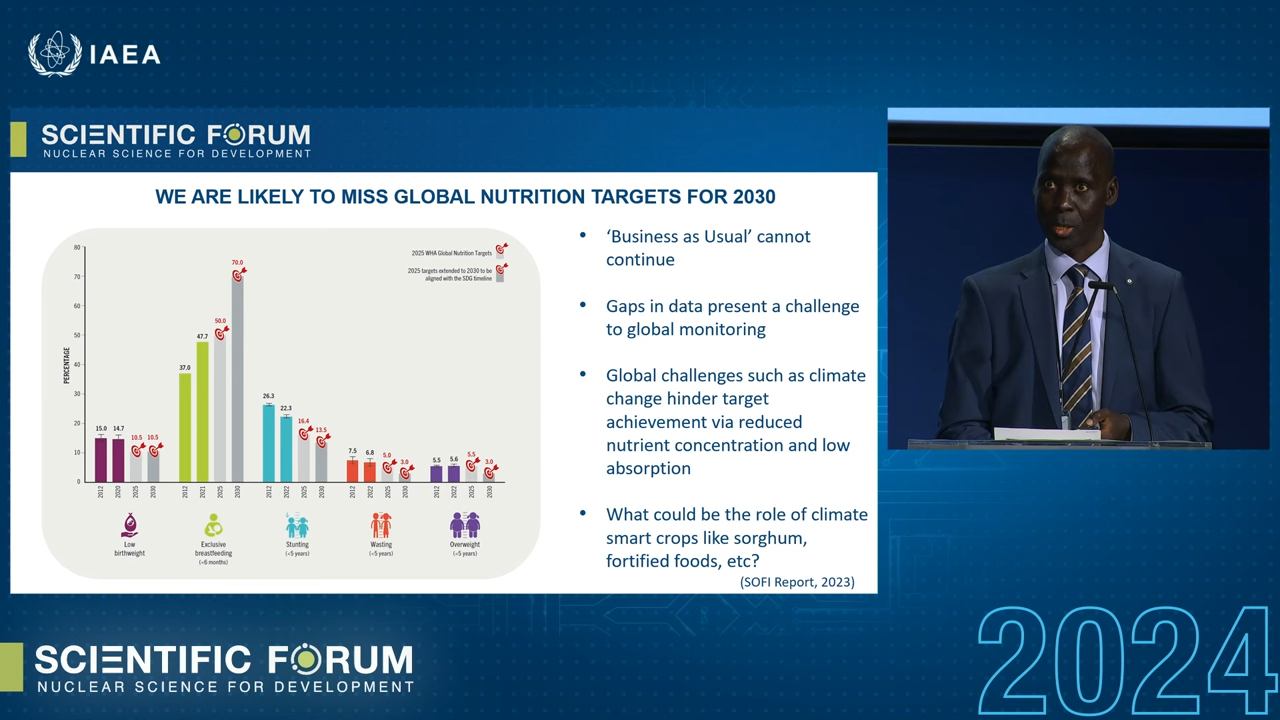 IAEA
SCIENTIFIC FORUM
NUCLEAR SCIENCE FOR DEVELOPMENT
WE ARE LIKELY TO MISS GLOBAL NUTRITION TARGETS FOR 2030
PERCENTAGE
80
70
60
50
40
30
20
10
0
2025 WHA Global Nutrition Targets
2025 targets extended to 2030 to be
aligned with the SDG timeline
15.0 14.7 10.5 10.5
37.0 47.7 50.0 70.0
26.3 22.3 16.4 13.5
7.5 6.8 5.0 3.0
5.5 5.6 5.5 3.0
2012 2020 2025 2030
2012 2021 2025 2030
2012 2022 2025 2030
2012 2022 2025 2030
2012 2022 2025 2030
Low
birthweight
Exclusive
breastfeeding
(<6 months)
Stunting
(<5 years)
Wasting
(<5 years)
Overweight
(<5 years)
• ‘Business as Usual’ cannot
continue
• Gaps in data present a challenge
to global monitoring
• Global challenges such as climate
change hinder target
achievement via reduced
nutrient concentration and low
absorption
• What could be the role of climate
smart crops like sorghum,
fortified foods, etc?
(SOFI Report, 2023)
SCIENTIFIC FORUM
NUCLEAR SCIENCE FOR DEVELOPMENT
2024